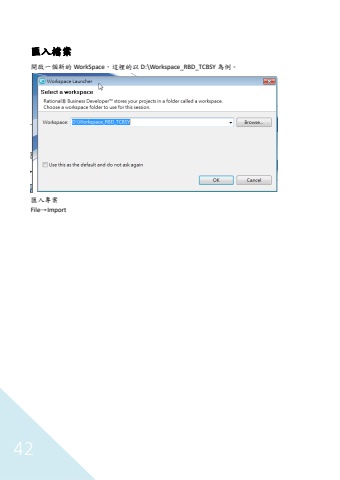 匯入檔案
開啟一個新的 WorkSpace，這裡的以 D:\Workspace_RBD_TCBSY 為例。
Workspace Launcher
Select a workspace
Rational® Business Developer™ stores your projects in a folder called a workspace.
Choose a workspace folder to use for this session.
Workspace: D:\Workspace_RBD_TCBSY Browse...
Use this as the default and do not ask again
OK Cancel
匯入專案
File→Import
42